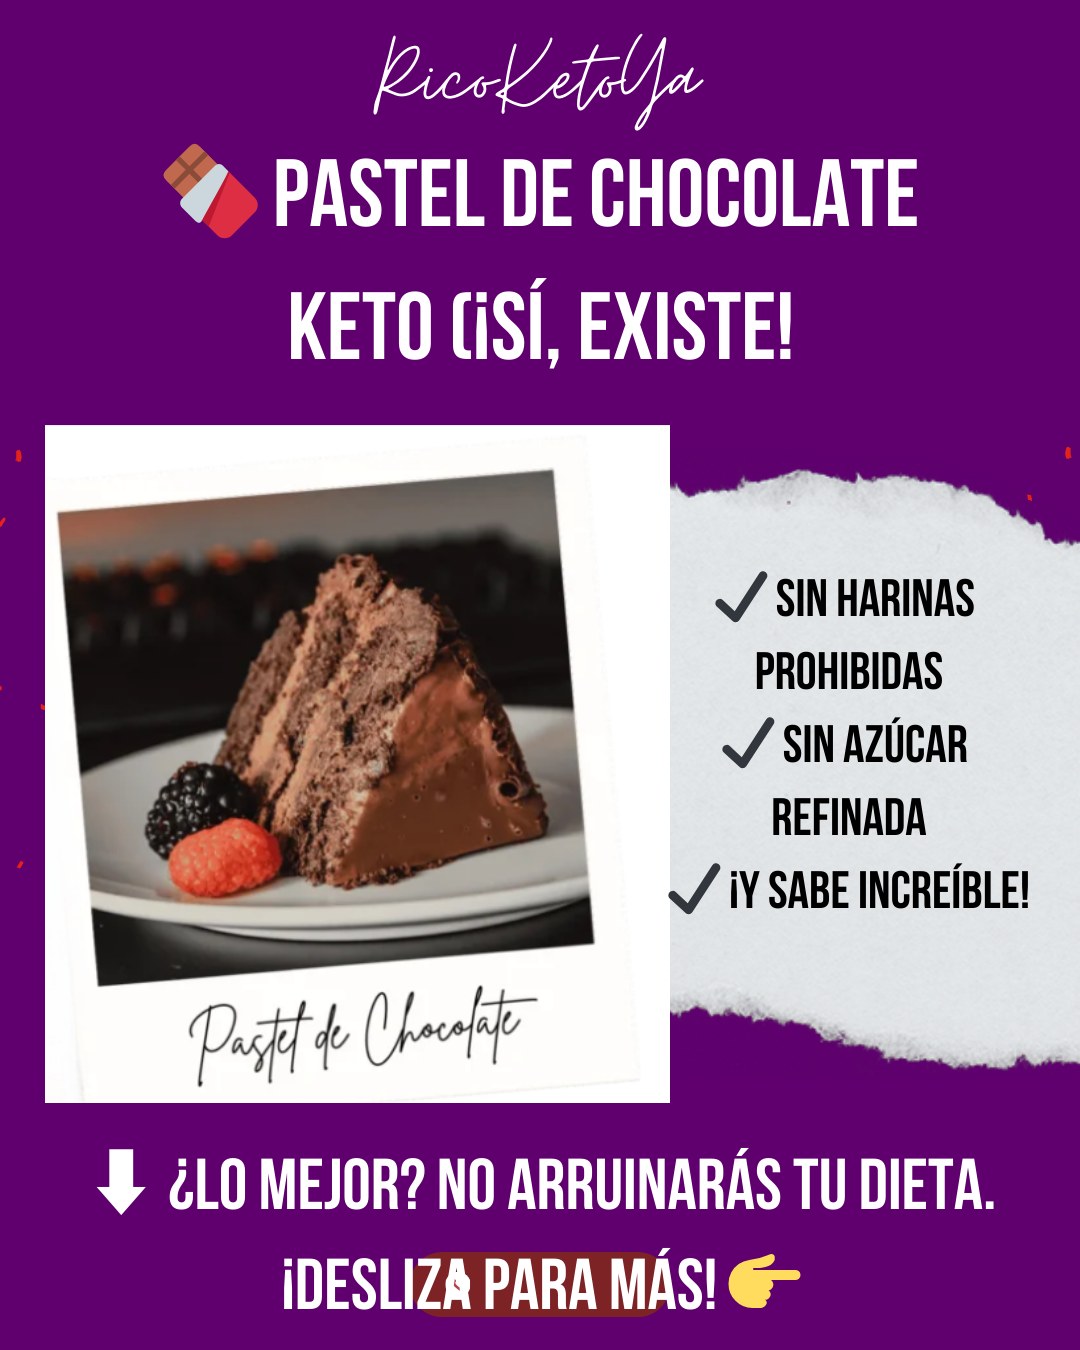 RicoKetoYa
🍫 PASTEL DE CHOCOLATE
KETO (¡SÍ, EXISTE!
✔ SIN HARINAS
PROHIBIDAS
✔ SIN AZÚCAR
REFINADA
✔ ¡Y SABE INCREÍBLE!
Pastel de Chocolate
⬇ ¿LO MEJOR? NO ARRUINARÁS TU DIETA.
¡DESLIZA PARA MÁS! 👉